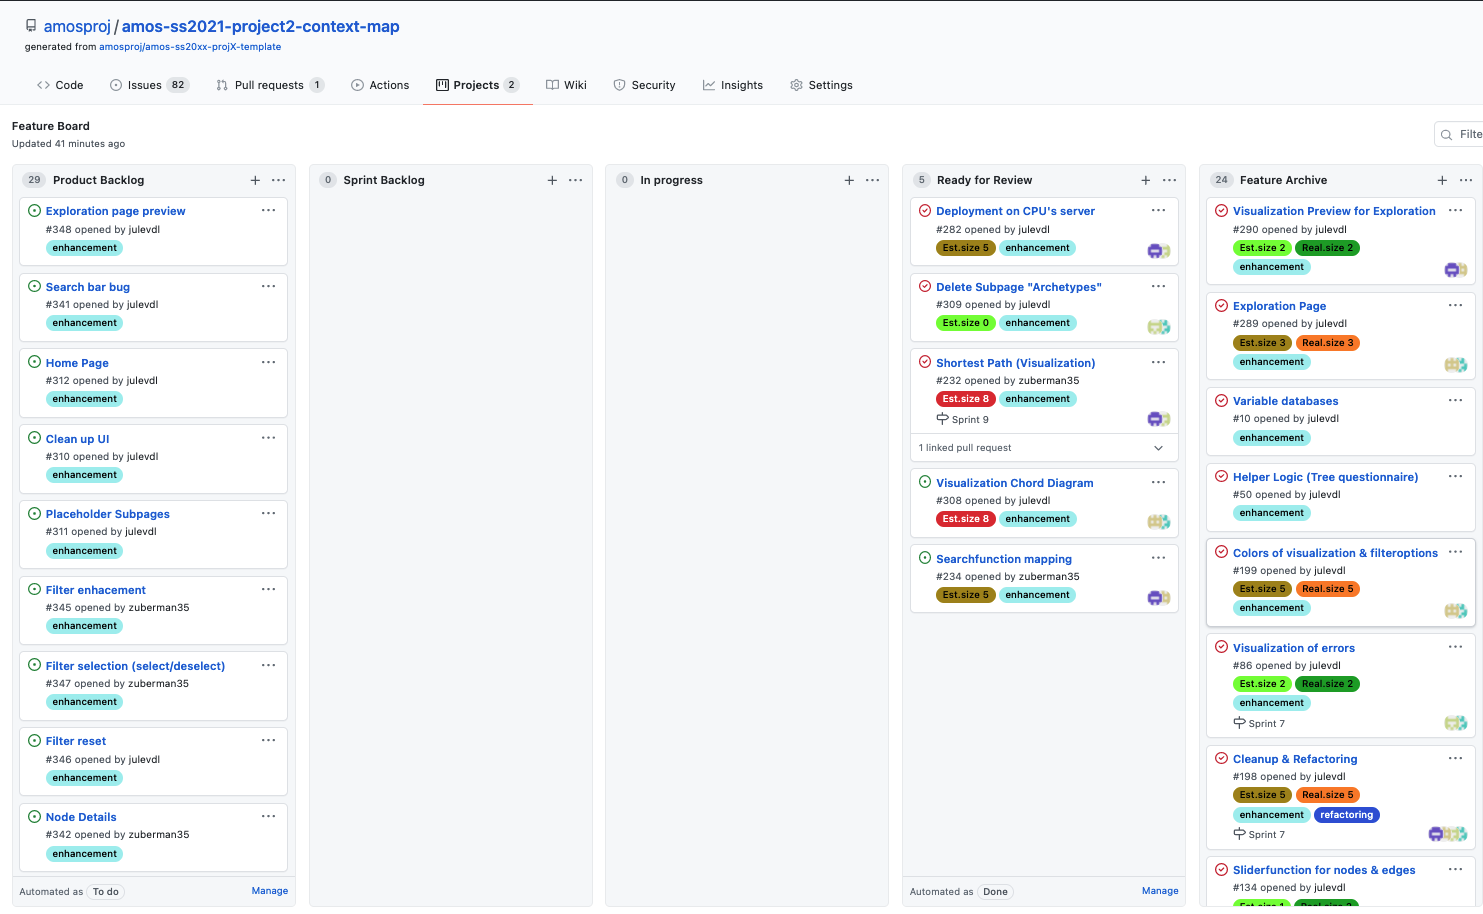 amosproj / amos-ss2021-project2-context-map
generated from amosproj/amos-ss20xx-projX-template
Code
Issues 82
Pull requests 1
Actions
Projects 2
Wiki
Security
Insights
Settings
Feature Board
Updated 41 minutes ago
Filte
29 Product Backlog
Exploration page preview
#348 opened by julevdl
enhancement
Search bar bug
#341 opened by julevdl
enhancement
Home Page
#312 opened by julevdl
enhancement
Clean up UI
#310 opened by julevdl
enhancement
Placeholder Subpages
#311 opened by julevdl
enhancement
Filter enhacement
#345 opened by zuberman35
enhancement
Filter selection (select/deselect)
#347 opened by zuberman35
enhancement
Filter reset
#346 opened by julevdl
enhancement
Node Details
#342 opened by zuberman35
enhancement
Automated as To do
Manage
0 Sprint Backlog
0 In progress
5 Ready for Review
Deployment on CPU's server
#282 opened by julevdl
Est.size 5 enhancement
Delete Subpage "Archetypes"
#309 opened by julevdl
Est.size 0 enhancement
Shortest Path (Visualization)
#232 opened by zuberman35
Est.size 8 enhancement
Sprint 9
1 linked pull request
Visualization Chord Diagram
#308 opened by julevdl
Est.size 8 enhancement
Searchfunction mapping
#234 opened by zuberman35
Est.size 5 enhancement
Automated as Done
Manage
24 Feature Archive
Visualization Preview for Exploration
#290 opened by julevdl
Est.size 2 Real.size 2
enhancement
Exploration Page
#289 opened by julevdl
Est.size 3 Real.size 3
enhancement
Variable databases
#10 opened by julevdl
enhancement
Helper Logic (Tree questionnaire)
#50 opened by julevdl
enhancement
Colors of visualization & filteroptions
#199 opened by julevdl
Est.size 5 Real.size 5
enhancement
Visualization of errors
#86 opened by julevdl
Est.size 2 Real.size 2
enhancement
Sprint 7
Cleanup & Refactoring
#198 opened by julevdl
Est.size 5 Real.size 5
enhancement refactoring
Sprint 7
Sliderfunction for nodes & edges
#134 opened by julevdl